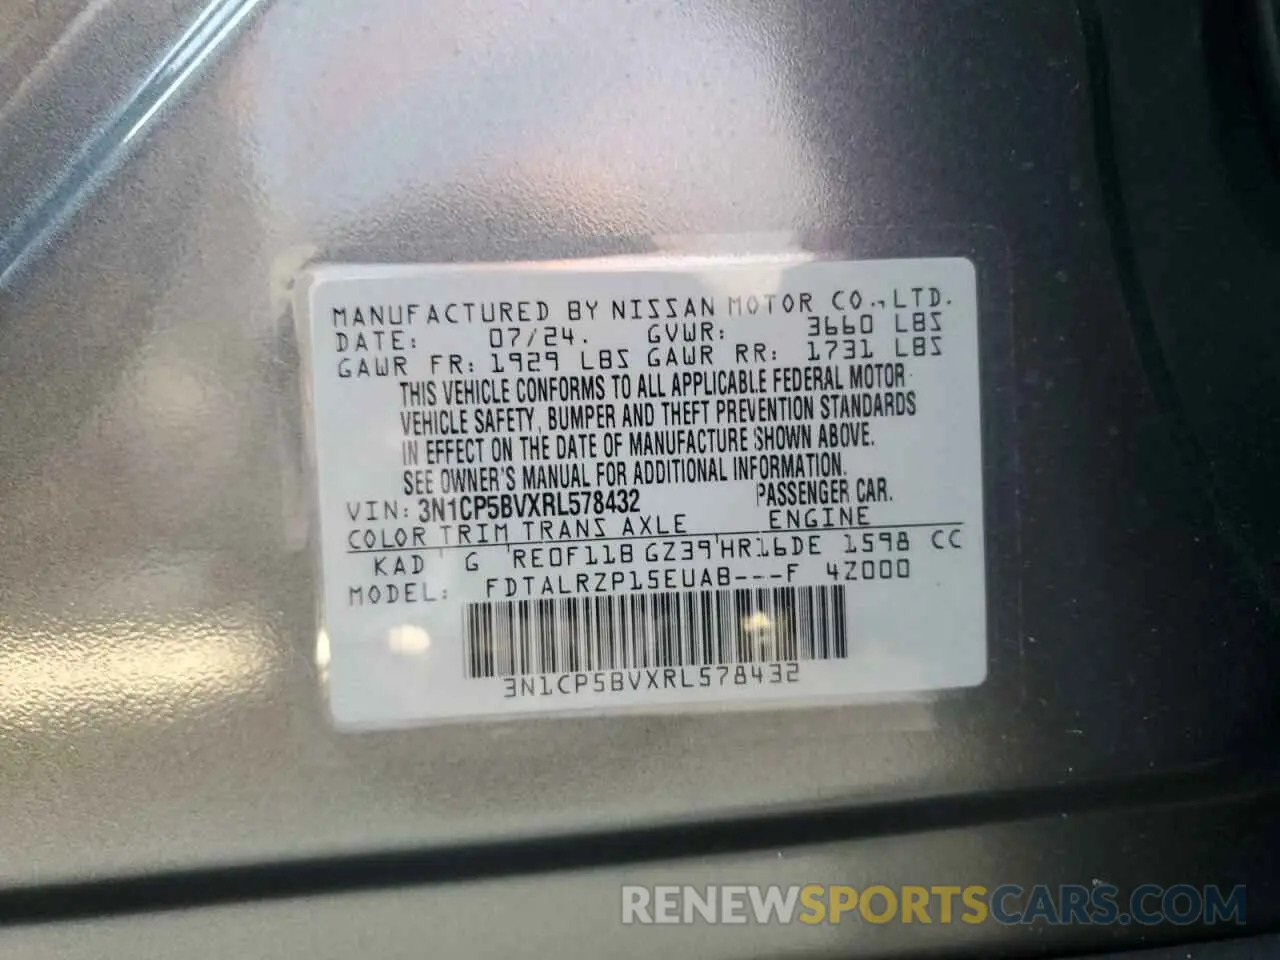 MANUFACTURED BY NISSAN MOTOR CO.,LTD.
DATE: 07/24. GVWR: 3660 LBS
GAWR FR: 1929 LBS GAWR RR: 1731 LBS
THIS VEHICLE CONFORMS TO ALL APPLICABLE FEDERAL MOTOR
VEHICLE SAFETY, BUMPER AND THEFT PREVENTION STANDARDS
IN EFFECT ON THE DATE OF MANUFACTURE SHOWN ABOVE.
SEE OWNER'S MANUAL FOR ADDITIONAL INFORMATION.
VIN: 3N1CP5BVXRL578432 PASSENGER CAR.
COLOR TRIM TRANS AXLE ENGINE
KAD G RE0F11B GZ39 HR16DE 1598 CC
MODEL: FDTALRZP15EUAB---F 4Z000
3N1CP5BVXRL578432
RENEWSPORTSCARS.COM